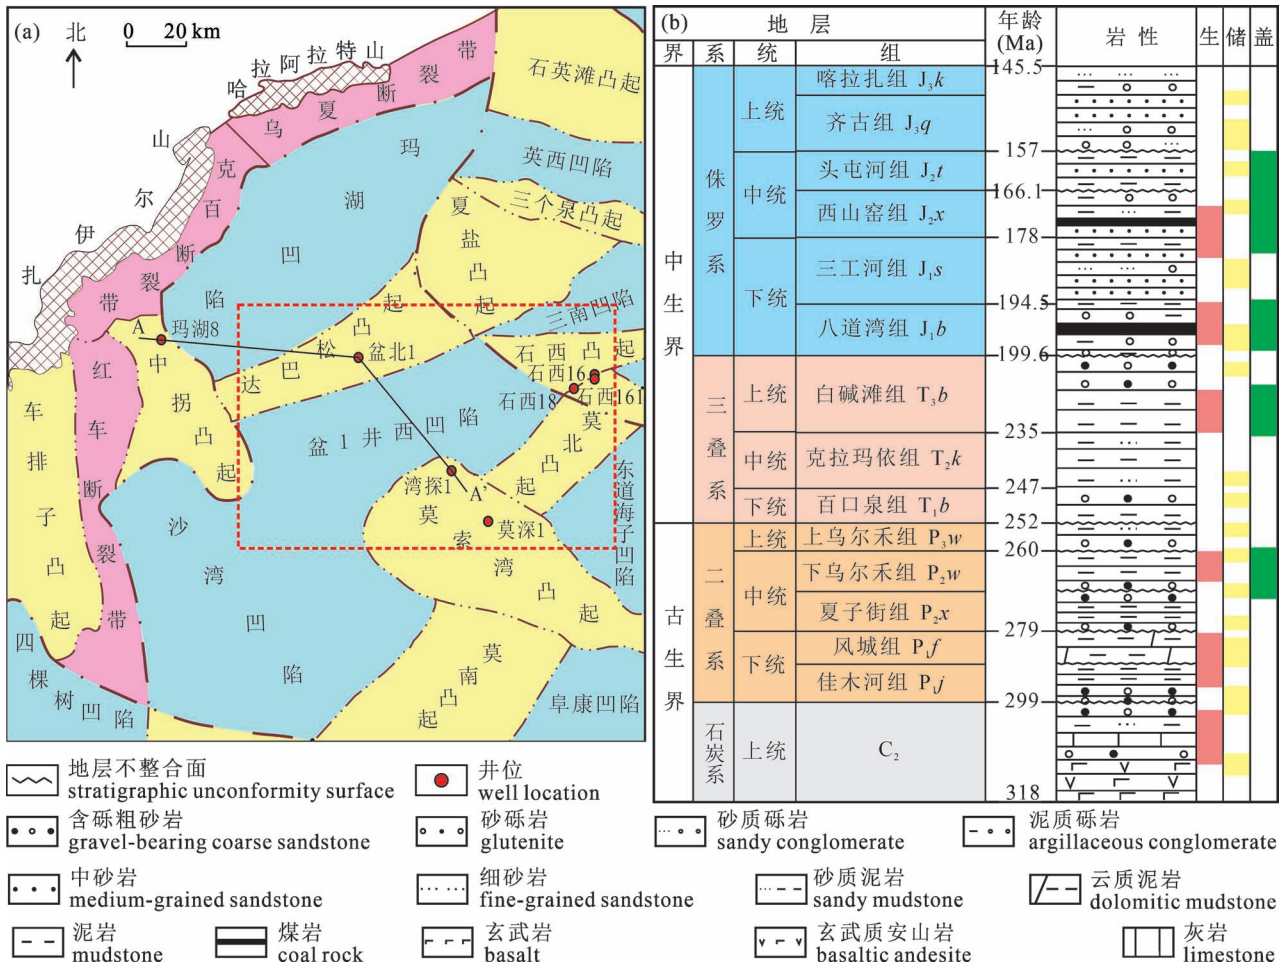 (a)
北
0 20 km
哈拉阿拉特山
扎伊尔山
乌夏断裂带
克百断裂带
红车断裂带
石英滩凸起
英西凹陷
三个泉凸起
玛湖凹陷
夏盐凸起
三南凹陷
石西凸起
达巴松凸起
中拐凸起
车排子凸起
盆1井西凹陷
莫北凸起
东道海子凹陷
沙湾凹陷
莫索湾凸起
莫南凸起
阜康凹陷
四棵树凹陷
A
玛湖8
盆北1
石西16
石西18
石西161
湾探1
A'
莫深1
(b)
地层
年龄
(Ma)
岩性
生
储
盖
界
系
统
组
中生界
古生界
侏罗系
三叠系
二叠系
石炭系
上统
喀拉扎组 J₃k
齐古组 J₃q
中统
头屯河组 J₂t
西山窑组 J₂x
下统
三工河组 J₁s
八道湾组 J₁b
上统
白碱滩组 T₃b
中统
克拉玛依组 T₂k
下统
百口泉组 T₁b
上统
上乌尔禾组 P₃w
中统
下乌尔禾组 P₂w
夏子街组 P₂x
下统
风城组 P₁f
佳木河组 P₁j
上统
C₂
145.5
157
166.1
178
194.5
199.6
235
247
252
260
279
299
318
地层不整合面
stratigraphic unconformity surface
井位
well location
含砾粗砂岩
gravel-bearing coarse sandstone
砂砾岩
glutenite
砂质砾岩
sandy conglomerate
泥质砾岩
argillaceous conglomerate
中砂岩
medium-grained sandstone
细砂岩
fine-grained sandstone
砂质泥岩
sandy mudstone
云质泥岩
dolomitic mudstone
泥岩
mudstone
煤岩
coal rock
玄武岩
basalt
玄武质安山岩
basaltic andesite
灰岩
limestone